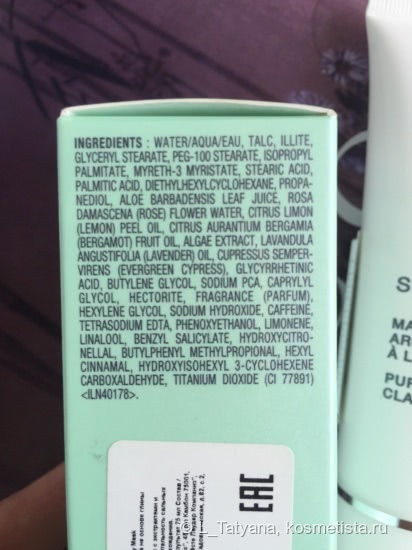 INGREDIENTS : WATER/AQUA/EAU, TALC, ILLITE,
GLYCERYL STEARATE, PEG-100 STEARATE, ISOPROPYL
PALMITATE, MYRETH-3 MYRISTATE, STEARIC ACID,
PALMITIC ACID, DIETHYLHEXYLCYCLOHEXANE, PROPA-
NEDIOL, ALOE BARBADENSIS LEAF JUICE, ROSA
DAMASCENA (ROSE) FLOWER WATER, CITRUS LIMON
(LEMON) PEEL OIL, CITRUS AURANTIUM BERGAMIA
(BERGAMOT) FRUIT OIL, ALGAE EXTRACT, LAVANDULA
ANGUSTIFOLIA (LAVENDER) OIL, CUPRESSUS SEMPER-
VIRENS (EVERGREEN CYPRESS), GLYCYRRHETINIC
ACID, BUTYLENE GLYCOL, SODIUM PCA, CAPRYLYL
GLYCOL, HECTORITE, FRAGRANCE (PARFUM),
HEXYLENE GLYCOL, SODIUM HYDROXIDE, CAFFEINE,
TETRASODIUM EDTA, PHENOXYETHANOL, LIMONENE,
LINALOOL, BENZYL SALICYLATE, HYDROXYCITRO-
NELLAL, BUTYLPHENYL METHYLPROPIONAL, HEXYL
CINNAMAL, HYDROXYISOHEXYL 3-CYCLOHEXENE
CARBOXALDEHYDE, TITANIUM DIOXIDE (CI 77891)
<ILN40178>.
S
MA
AR
À L
PUR
CLA
EAC
_Tatyana, kosmetista.ru